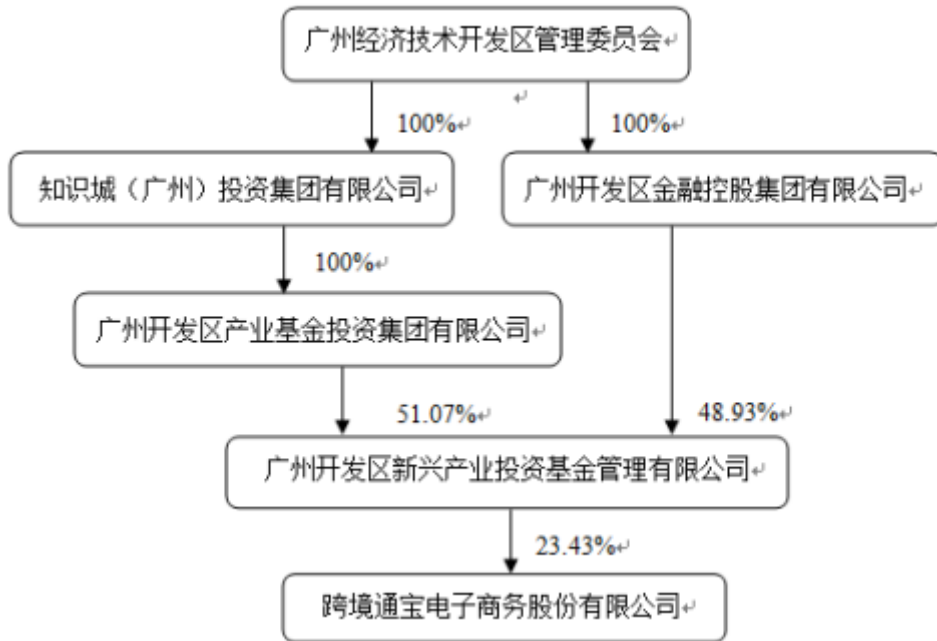 广州经济技术开发区管理委员会↵
↵
100%↵ 100%↵
知识城（广州）投资集团有限公司↵ 广州开发区金融控股集团有限公司↵
100%↵
广州开发区产业基金投资集团有限公司↵
51.07%↵ 48.93%↵
广州开发区新兴产业投资基金管理有限公司↵
23.43%↵
跨境通宝电子商务股份有限公司↵